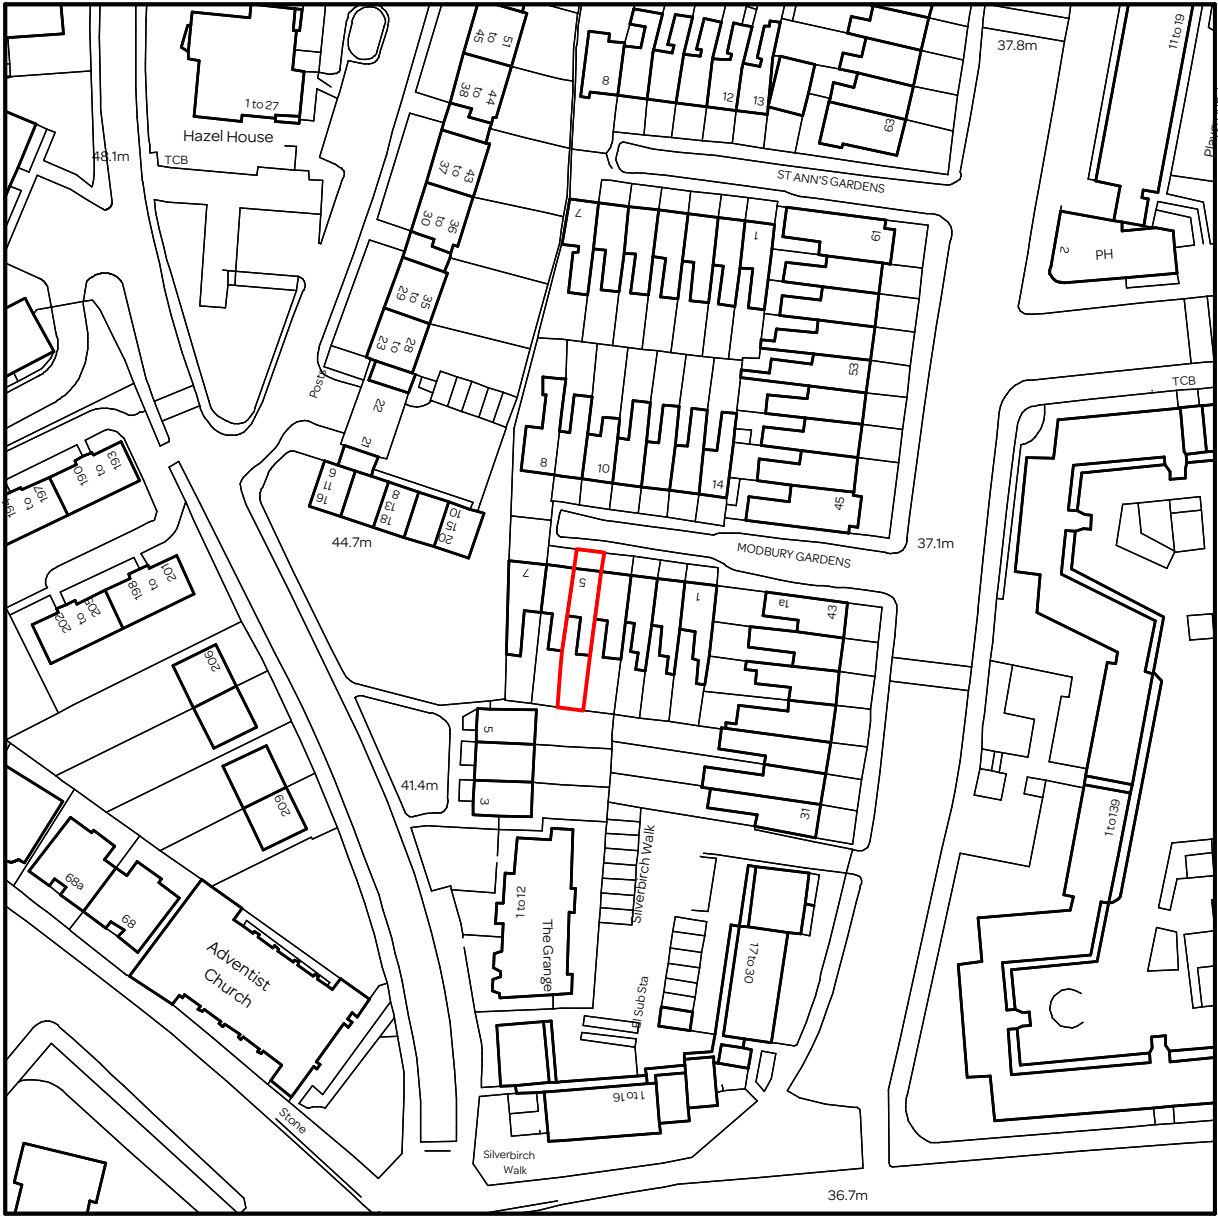 51
to
45
44
to
38
43
to
37
36
to
30
35
to
29
28
to
23
22
21
6
11
16
8
13
18
10
15
20
37.8m
11 to 19
8
12
13
63
1 to 27
Hazel House
TCB
48.1m
ST ANN'S GARDENS
7
1
61
2
PH
53
TCB
Posts
8
10
14
45
44.7m
MODBURY GARDENS
37.1m
7
5
1
1a
43
193
to
190
197
to
194
201
to
198
to
202
206
209
5
3
41.4m
31
1 to 139
Silverbirch Walk
68a
68
1 to 12
The Grange
Adventist
Church
17 to 30
El Sub Sta
1 to 16
Stone
Silverbirch
Walk
36.7m